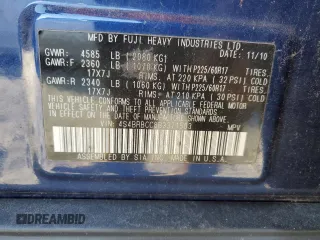 MFD BY FUJI HEAVY INDUSTRIES LTD.
GVWR: 4585 LB (2080 KG) 11/10
GAWR:F 2360 LB (1070 KG) WITH P225/60R17 TIRES,
17X7J RIMS, AT 220 KPA (32 PSI) COLD
GAWR:R 2340 LB (1060 KG) WITH P225/60R17 TIRES,
17X7J RIMS, AT 210 KPA (30 PSI) COLD
THIS VEHICLE CONFORMS TO ALL APPLICABLE
FEDERAL MOTOR VEHICLE SAFETY
STANDARDS IN EFFECT ON THE DATE OF
MANUFACTURE SHOWN ABOVE.
VIN: MPV
ASSEMBLED BY SIA, INC. MADE IN U.S.A.
DREAMBID